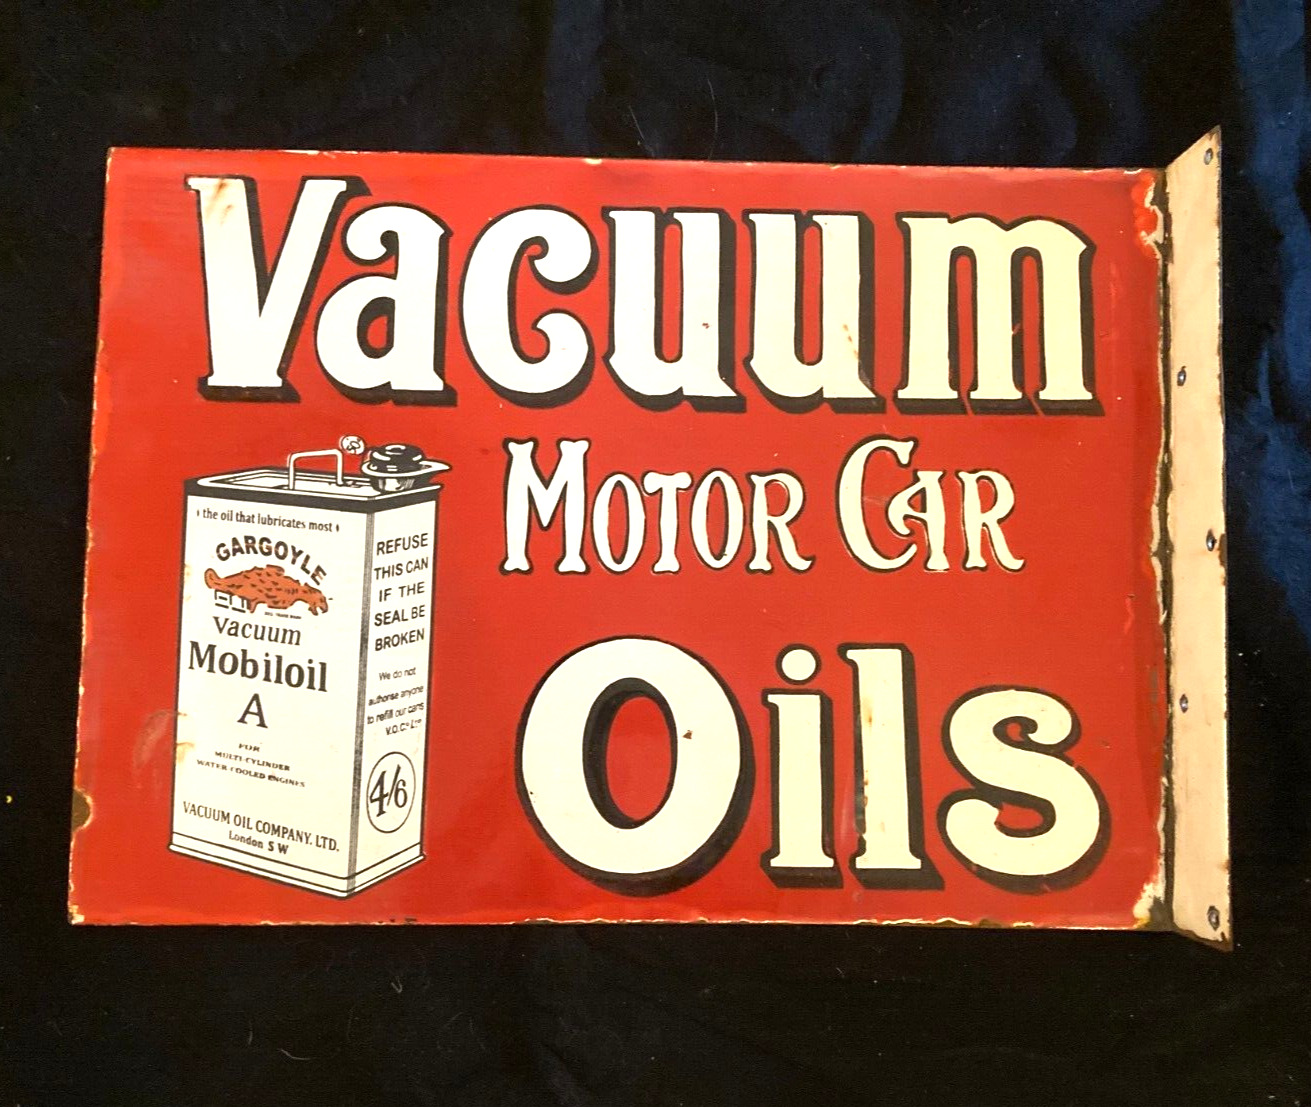 Vacuum
MOTOR CAR
Oils
the oil that lubricates most
GARGOYLE
Vacuum
Mobiloil
A
FOR
MULTI-CYLINDER
WATER-COOLED ENGINES
VACUUM OIL COMPANY, LTD.
London S W
REFUSE
THIS CAN
IF THE
SEAL BE
BROKEN
We do not
authorise anyone
to refill our cans
V.O.Co Ltd
4/6